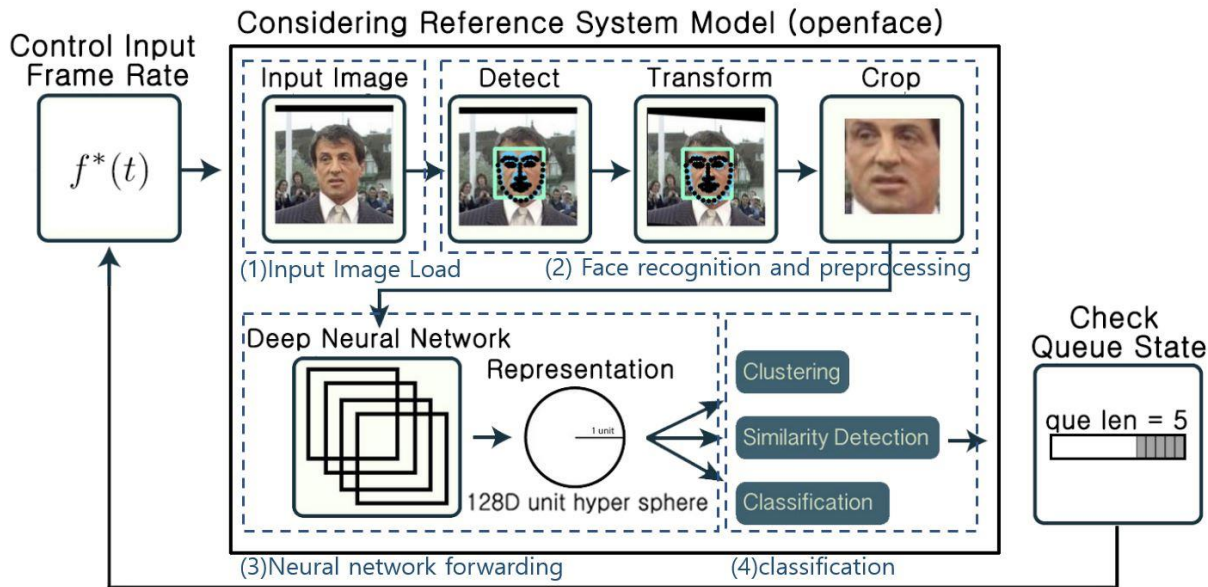 Considering Reference System Model (openface)
Control Input
Frame Rate
f*(t)
Input Image
Detect
Transform
Crop
(1)Input Image Load
(2) Face recognition and preprocessing
Deep Neural Network
Representation
1 unit
128D unit hyper sphere
Clustering
Similarity Detection
Classification
(3)Neural network forwarding
(4)classification
Check
Queue State
que len = 5